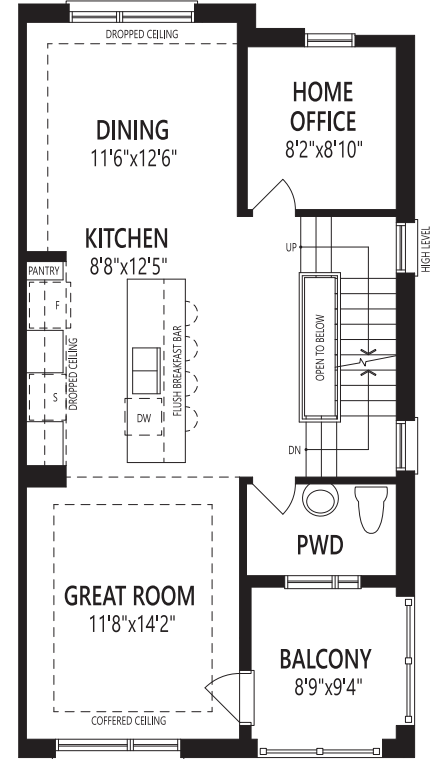 DROPPED CEILING
DINING
11'6"x12'6"
HOME
OFFICE
8'2"x8'10"
KITCHEN
8'8"x12'5"
UP
HIGH LEVEL
PANTRY
F
DROPPED CEILING
S
FLUSH BREAKFAST BAR
DW
OPEN TO BELOW
N
DN
PWD
GREAT ROOM
11'8"x14'2"
COFFERED CEILING
BALCONY
8'9"x9'4"